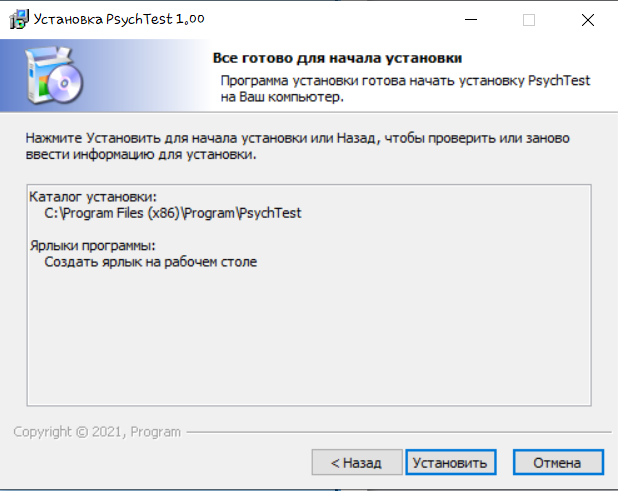 Установка PsychTest 1,00
Все готово для начала установки
Программа установки готова начать установку PsychTest
на Ваш компьютер.
Нажмите Установить для начала установки или Назад, чтобы проверить или заново
ввести информацию для установки.
Каталог установки:
C:\Program Files (x86)\Program\PsychTest
Ярлыки программы:
Создать ярлык на рабочем столе
Copyright © 2021, Program
< Назад Установить Отмена